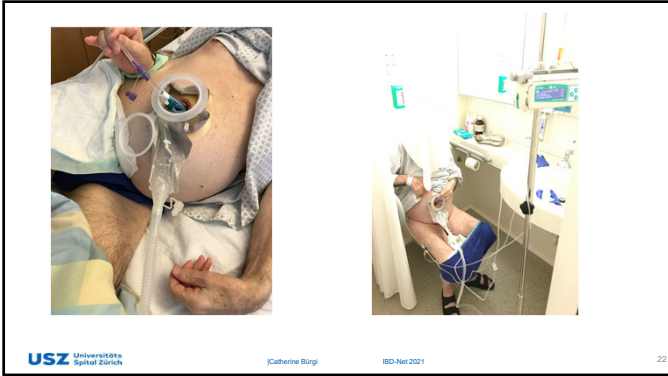 USZ Universitäts
Spital Zürich
|Catherine Bürgi
IBD-Net 2021
22